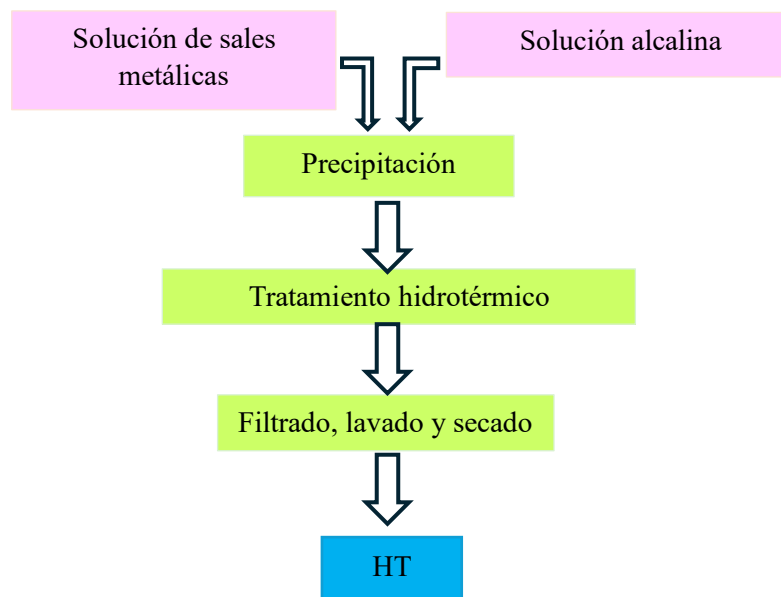 Solución de sales
metálicas
Solución alcalina
Precipitación
Tratamiento hidrotérmico
Filtrado, lavado y secado
HT